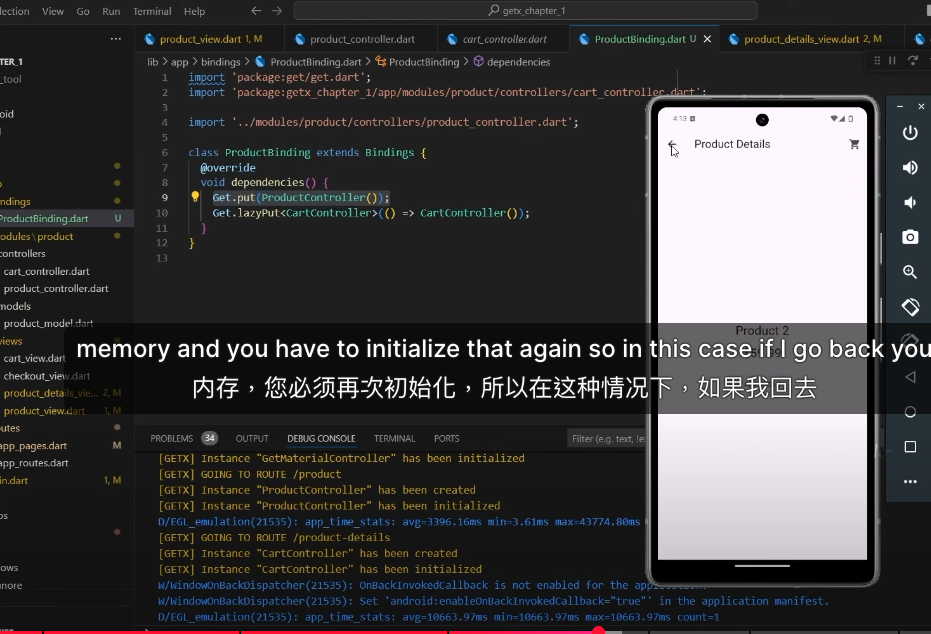 lection View Go Run Terminal Help
getx_chapter_1
product_view.dart 1, M
product_controller.dart
cart_controller.dart
ProductBinding.dart U
product_details_view.dart 2, M
lib > app > bindings > ProductBinding.dart > ProductBinding > dependencies
TER_1
_tool
oid
ndings
ProductBinding.dart U
odules\product
controllers
cart_controller.dart
product_controller.dart
models
product_model.dart
views
cart_view.dart
checkout_view.dart
product_details_vie... 2, M
product_view.dart 1, M
utes
app_pages.dart M
app_routes.dart
in.dart 1, M
ows
nore
1 import 'package:get/get.dart';
2 import 'package:getx_chapter_1/app/modules/product/controllers/cart_controller.dart';
3
4 import '../modules/product/controllers/product_controller.dart';
5
6 class ProductBinding extends Bindings {
7 @override
8 void dependencies() {
9 Get.put(ProductController());
10 Get.lazyPut<CartController>(() => CartController());
11 }
12 }
13
4:13
Product Details
Product 2
memory and you have to initialize that again so in this case if I go back you
内存，您必须再次初始化，所以在这种情况下，如果我回去
PROBLEMS 34 OUTPUT DEBUG CONSOLE TERMINAL PORTS
Filter (e.g. text, !e
[GETX] Instance "GetMaterialController" has been initialized
[GETX] GOING TO ROUTE /product
[GETX] Instance "ProductController" has been created
[GETX] Instance "ProductController" has been initialized
D/EGL_emulation(21535): app_time_stats: avg=3396.16ms min=3.61ms max=43774.80ms
[GETX] GOING TO ROUTE /product-details
[GETX] Instance "CartController" has been created
[GETX] Instance "CartController" has been initialized
W/WindowOnBackDispatcher(21535): OnBackInvokedCallback is not enabled for the
W/WindowOnBackDispatcher(21535): Set 'android:enableOnBackInvokedCallback="true"' in the application manifest.
D/EGL_emulation(21535): app_time_stats: avg=10663.97ms min=10663.97ms max=10663.97ms count=1